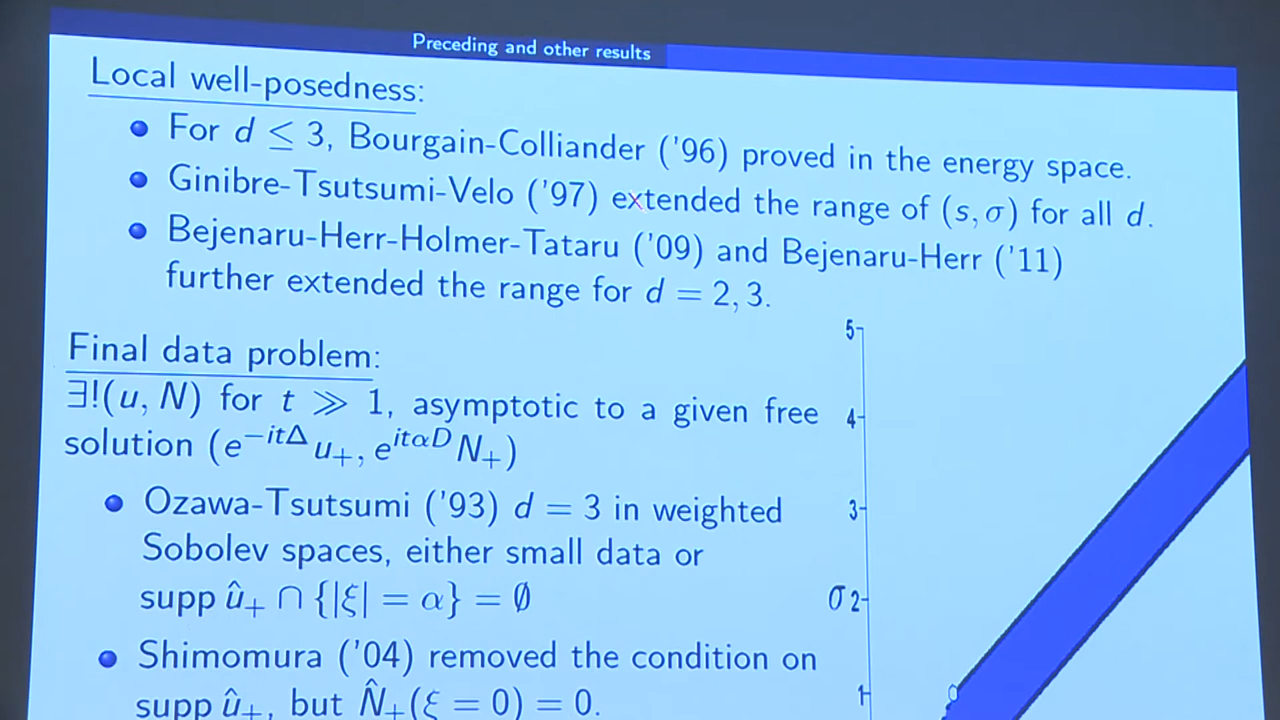 Preceding and other results
Local well-posedness:
For d ≤ 3, Bourgain-Colliander ('96) proved in the energy space.
Ginibre-Tsutsumi-Velo ('97) extended the range of (s, σ) for all d.
Bejenaru-Herr-Holmer-Tataru ('09) and Bejenaru-Herr ('11)
further extended the range for d = 2, 3.
Final data problem:
∃!(u, N) for t ≫ 1, asymptotic to a given free
solution (e^{-itΔ}u₊, e^{itαD}N₊)
Ozawa-Tsutsumi ('93) d = 3 in weighted
Sobolev spaces, either small data or
supp û₊ ∩ {|ξ| = α} = ∅
Shimomura ('04) removed the condition on
supp û₊, but N̂₊(ξ = 0) = 0.
5
4
3
σ 2
1